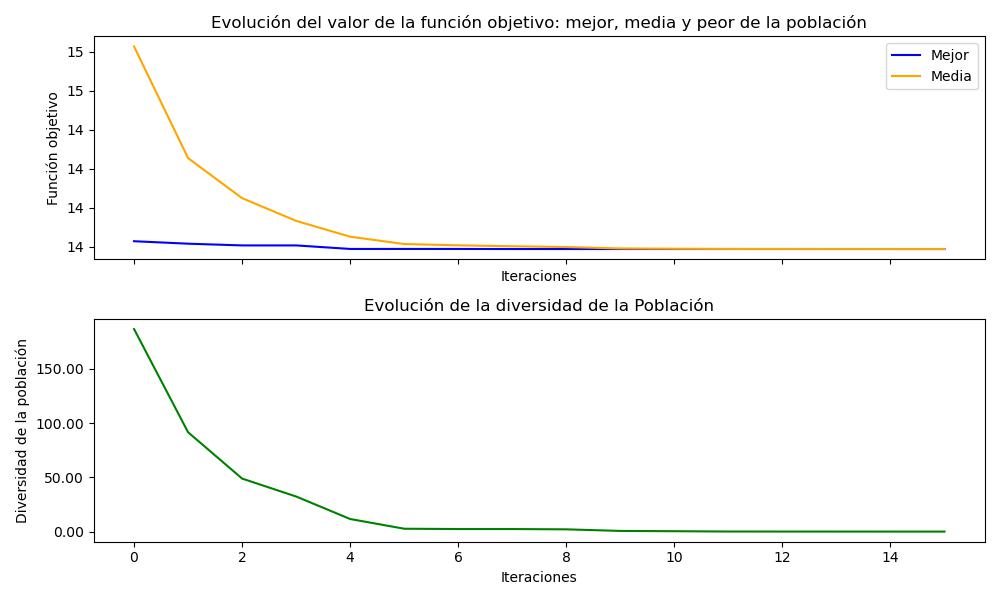 Evolución del valor de la función objetivo: mejor, media y peor de la población
Función objetivo
15
15
14
14
14
14
Mejor
Media
Iteraciones
Evolución de la diversidad de la Población
Diversidad de la población
150.00
100.00
50.00
0.00
0 2 4 6 8 10 12 14
Iteraciones